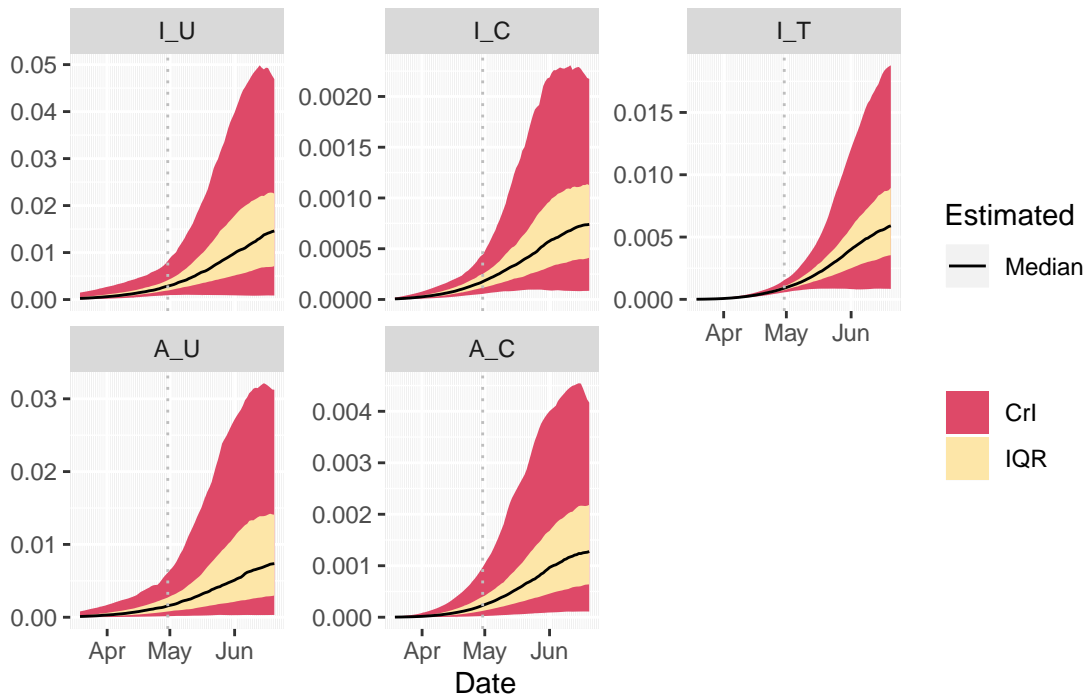 I_U
I_C
I_T
0.05
0.04
0.03
0.02
0.01
0.00
0.0020
0.0015
0.0010
0.0005
0.0000
0.015
0.010
0.005
0.000
Apr May Jun
A_U
A_C
0.03
0.02
0.01
0.00
0.004
0.003
0.002
0.001
0.000
Apr May Jun
Apr May Jun
Date
Estimated
Median
CrI
IQR